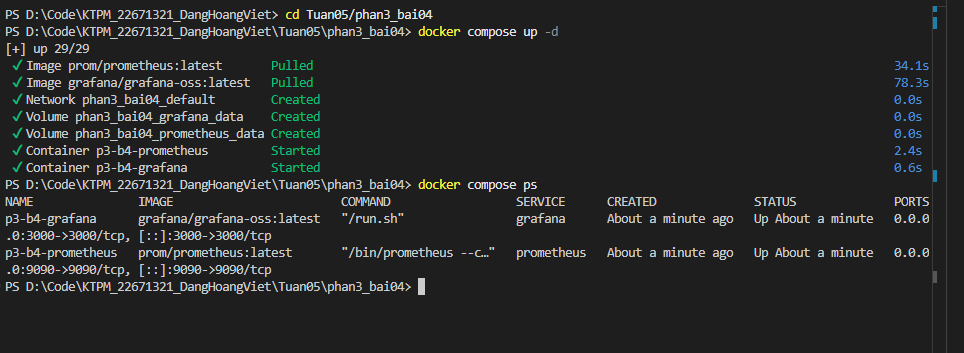 PS D:\Code\KTPM_22671321_DangHoangViet> cd Tuan05/phan3_bai04
PS D:\Code\KTPM_22671321_DangHoangViet\Tuan05\phan3_bai04> docker compose up -d
[+] up 29/29
✓ Image prom/prometheus:latest Pulled 34.1s
✓ Image grafana/grafana-oss:latest Pulled 78.3s
✓ Network phan3_bai04_default Created 0.0s
✓ Volume phan3_bai04_grafana_data Created 0.0s
✓ Volume phan3_bai04_prometheus_data Created 0.0s
✓ Container p3-b4-prometheus Started 2.4s
✓ Container p3-b4-grafana Started 0.6s
PS D:\Code\KTPM_22671321_DangHoangViet\Tuan05\phan3_bai04> docker compose ps
NAME IMAGE COMMAND SERVICE CREATED STATUS PORTS
p3-b4-grafana grafana/grafana-oss:latest "/run.sh" grafana About a minute ago Up About a minute 0.0.0
.0:3000->3000/tcp, [::]:3000->3000/tcp
p3-b4-prometheus prom/prometheus:latest "/bin/prometheus --c…" prometheus About a minute ago Up About a minute 0.0.0
.0:9090->9090/tcp, [::]:9090->9090/tcp
PS D:\Code\KTPM_22671321_DangHoangViet\Tuan05\phan3_bai04>